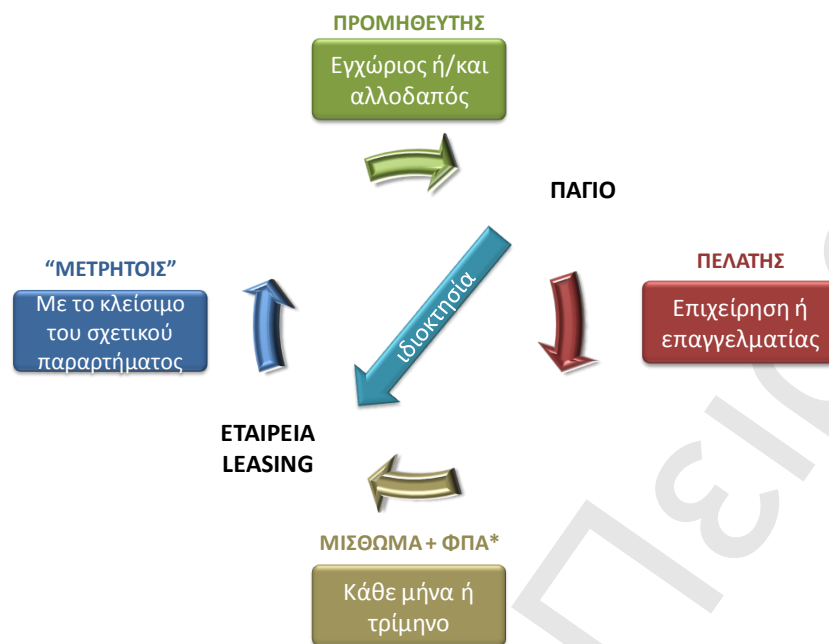 ΠΡΟΜΗΘΕΥΤΗΣ
Εγχώριος ή/και
αλλοδαπός
ΠΑΓΙΟ
“ΜΕΤΡΗΤΟΙΣ”
Με το κλείσιμο
του σχετικού
παραρτήματος
ιδιοκτησία
ΠΕΛΑΤΗΣ
Επιχείρηση ή
επαγγελματίας
ΕΤΑΙΡΕΙΑ
LEASING
ΜΙΣΘΩΜΑ + ΦΠΑ*
Κάθε μήνα ή
τρίμηνο